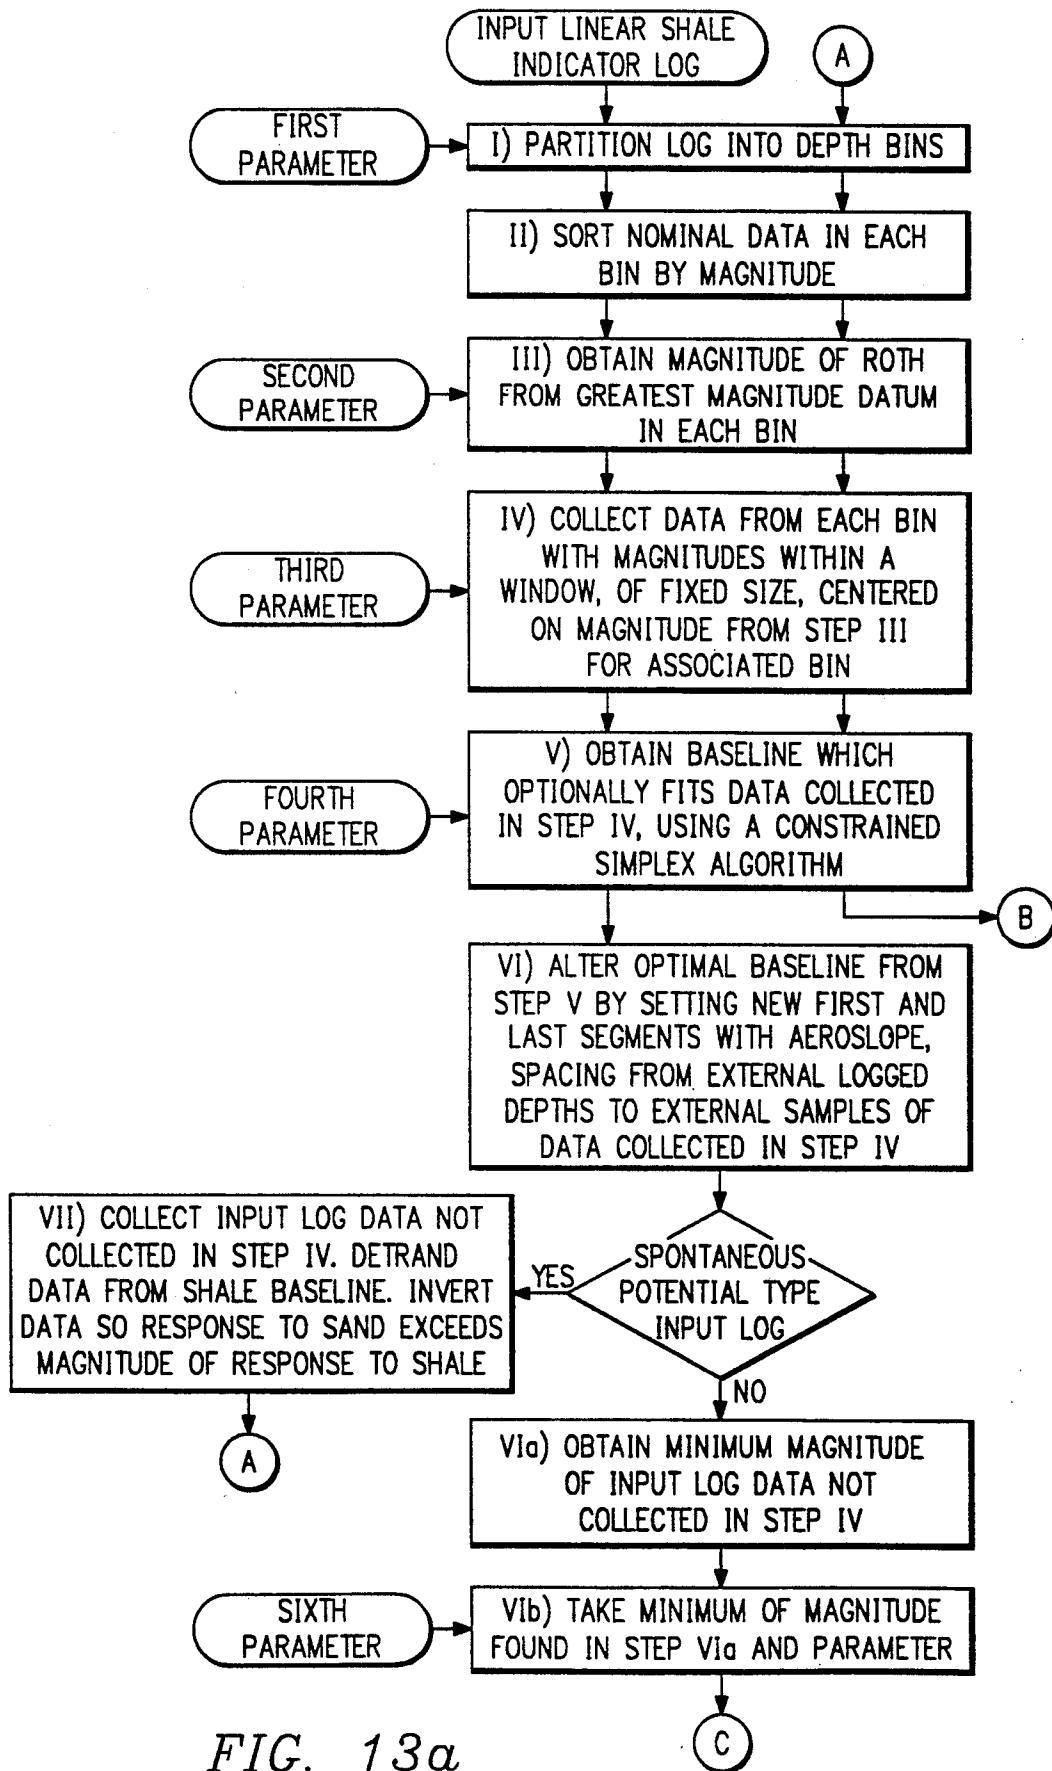 INPUT LINEAR SHALE
INDICATOR LOG
A
FIRST
PARAMETER
I) PARTITION LOG INTO DEPTH BINS
II) SORT NOMINAL DATA IN EACH
BIN BY MAGNITUDE
SECOND
PARAMETER
III) OBTAIN MAGNITUDE OF ROTH
FROM GREATEST MAGNITUDE DATUM
IN EACH BIN
THIRD
PARAMETER
IV) COLLECT DATA FROM EACH BIN
WITH MAGNITUDES WITHIN A
WINDOW, OF FIXED SIZE, CENTERED
ON MAGNITUDE FROM STEP III
FOR ASSOCIATED BIN
FOURTH
PARAMETER
V) OBTAIN BASELINE WHICH
OPTIONALLY FITS DATA COLLECTED
IN STEP IV, USING A CONSTRAINED
SIMPLEX ALGORITHM
B
VI) ALTER OPTIMAL BASELINE FROM
STEP V BY SETTING NEW FIRST AND
LAST SEGMENTS WITH AEROSLOPE,
SPACING FROM EXTERNAL LOGGED
DEPTHS TO EXTERNAL SAMPLES OF
DATA COLLECTED IN STEP IV
SPONTANEOUS
POTENTIAL TYPE
INPUT LOG
YES
VII) COLLECT INPUT LOG DATA NOT
COLLECTED IN STEP IV. DETRAND
DATA FROM SHALE BASELINE. INVERT
DATA SO RESPONSE TO SAND EXCEEDS
MAGNITUDE OF RESPONSE TO SHALE
A
NO
VIa) OBTAIN MINIMUM MAGNITUDE
OF INPUT LOG DATA NOT
COLLECTED IN STEP IV
SIXTH
PARAMETER
VIb) TAKE MINIMUM OF MAGNITUDE
FOUND IN STEP VIa AND PARAMETER
C
FIG. 13a